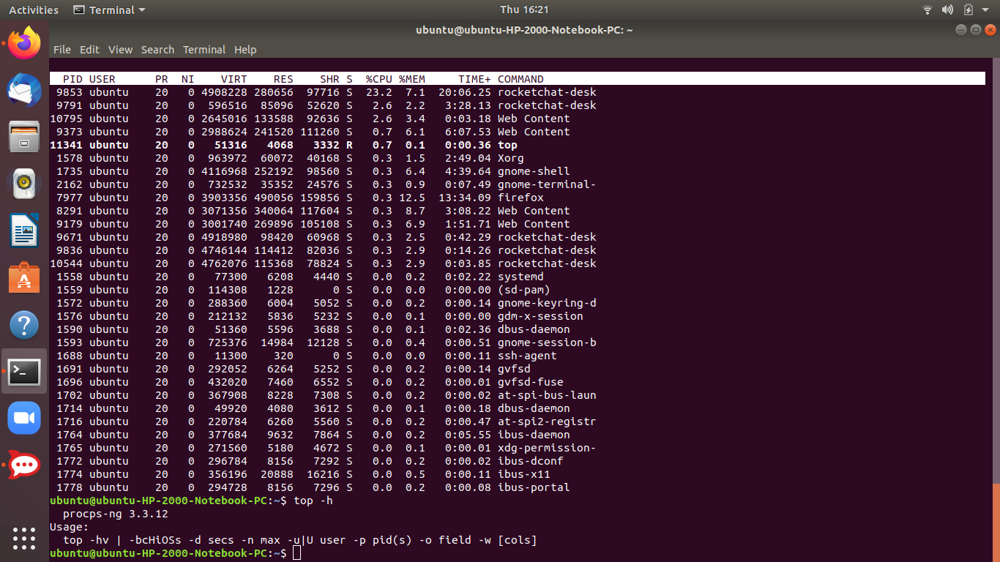 Activities Terminal Thu 16:21
ubuntu@ubuntu-HP-2000-Notebook-PC: ~
File Edit View Search Terminal Help
PID USER PR NI VIRT RES SHR S %CPU %MEM TIME+ COMMAND
9853 ubuntu 20 0 4908228 280656 97716 S 23.2 7.1 20:06.25 rocketchat-desk
9791 ubuntu 20 0 596516 85096 52620 S 2.6 2.2 3:28.13 rocketchat-desk
10795 ubuntu 20 0 2645016 133588 92636 S 2.6 3.4 0:03.18 Web Content
9373 ubuntu 20 0 2988624 241520 111260 S 0.7 6.1 6:07.53 Web Content
11341 ubuntu 20 0 51316 4068 3332 R 0.7 0.1 0:00.36 top
1578 ubuntu 20 0 963972 60072 40168 S 0.3 1.5 2:49.04 Xorg
1735 ubuntu 20 0 4116968 252192 98560 S 0.3 6.4 4:39.64 gnome-shell
2162 ubuntu 20 0 732532 35352 24576 S 0.3 0.9 0:07.49 gnome-terminal-
7977 ubuntu 20 0 3903356 490056 159856 S 0.3 12.5 13:34.09 firefox
8291 ubuntu 20 0 3071356 340064 117604 S 0.3 8.7 3:08.22 Web Content
9179 ubuntu 20 0 3001740 269896 105108 S 0.3 6.9 1:51.71 Web Content
9671 ubuntu 20 0 4918980 98420 60968 S 0.3 2.5 0:42.29 rocketchat-desk
9836 ubuntu 20 0 4746144 114412 82036 S 0.3 2.9 0:14.26 rocketchat-desk
10544 ubuntu 20 0 4762076 115368 78824 S 0.3 2.9 0:03.85 rocketchat-desk
1558 ubuntu 20 0 77300 6208 4440 S 0.0 0.2 0:02.22 systemd
1559 ubuntu 20 0 114308 1228 0 S 0.0 0.0 0:00.00 (sd-pam)
1572 ubuntu 20 0 288360 6004 5052 S 0.0 0.2 0:00.14 gnome-keyring-d
1576 ubuntu 20 0 212132 5836 5232 S 0.0 0.1 0:00.00 gdm-x-session
1590 ubuntu 20 0 51360 5596 3688 S 0.0 0.1 0:02.36 dbus-daemon
1593 ubuntu 20 0 725376 14984 12128 S 0.0 0.4 0:00.51 gnome-session-b
1688 ubuntu 20 0 11300 320 0 S 0.0 0.0 0:00.11 ssh-agent
1691 ubuntu 20 0 292052 6264 5252 S 0.0 0.2 0:00.14 gvfsd
1696 ubuntu 20 0 432020 7460 6552 S 0.0 0.2 0:00.01 gvfsd-fuse
1702 ubuntu 20 0 367908 8228 7308 S 0.0 0.2 0:00.02 at-spi-bus-laun
1714 ubuntu 20 0 49920 4080 3612 S 0.0 0.1 0:00.18 dbus-daemon
1716 ubuntu 20 0 220784 6260 5560 S 0.0 0.2 0:00.47 at-spi2-registr
1764 ubuntu 20 0 377684 9632 7864 S 0.0 0.2 0:05.55 ibus-daemon
1765 ubuntu 20 0 271560 5180 4672 S 0.0 0.1 0:00.01 xdg-permission-
1772 ubuntu 20 0 296784 8156 7292 S 0.0 0.2 0:00.02 ibus-dconf
1774 ubuntu 20 0 356196 20888 16216 S 0.0 0.5 0:00.11 ibus-x11
1778 ubuntu 20 0 294728 8156 7296 S 0.0 0.2 0:00.08 ibus-portal
ubuntu@ubuntu-HP-2000-Notebook-PC:~$ top -h
procps-ng 3.3.12
Usage:
top -hv | -bcHiOSs -d secs -n max -u|U user -p pid(s) -o field -w [cols]
ubuntu@ubuntu-HP-2000-Notebook-PC:~$